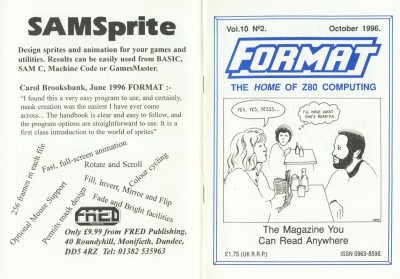 SAMSprite
Design sprites and animation for your games and
utilities. Results can be easily used from BASIC,
SAM C, Machine Code or GamesMaster.
Carol Brooksbank, June 1996 FORMAT :-
"I found this a very easy program to use, and certainly,
mask creation was the easiest I have ever come
across... The handbook is clear and easy to follow, and
the program options are straightforward to use. It is a
first class introduction to the world of sprites"
256 frames in each file
Fast, full-screen animation
Rotate and Scroll
Colour cycling
Optional Mouse Support
Fill, Invert, Mirror and Flip
Permits mask design
Fade and Bright facilities
FRED
Only £9.99 from FRED Publishing,
40 Roundyhill, Monifieth, Dundee,
DD5 4RZ Tel: 01382 535963
Vol.10 Nº2.
October 1996.
FORMAT
THE HOME OF Z80 COMPUTING
YES, YES, YESSS...
I'LL HAVE WHAT
SHE'S READING
The Magazine You
Can Read Anywhere
£1.75 (UK R.R.P.)
ISSN 0963-8598.